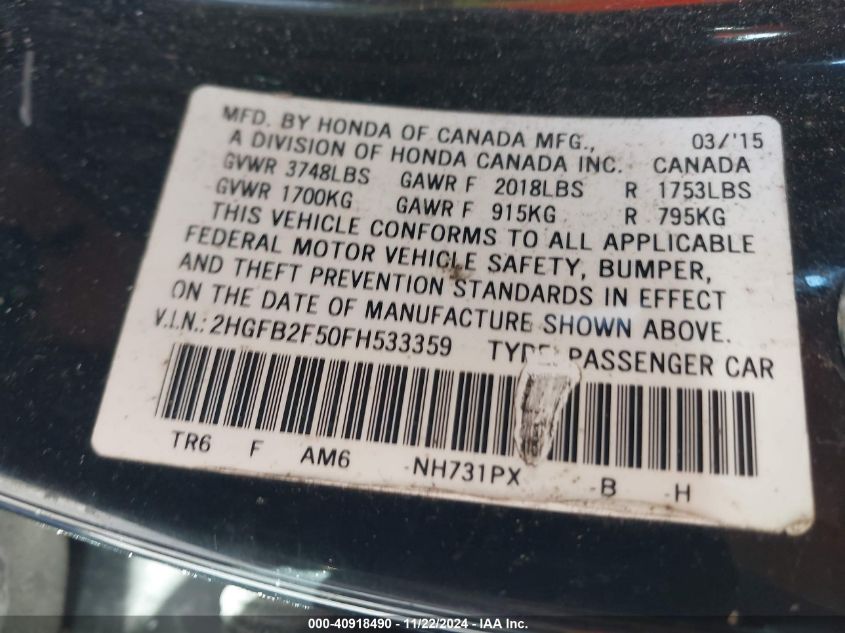 MFD. BY HONDA OF CANADA MFG., 03/'15
A DIVISION OF HONDA CANADA INC. CANADA
GVWR 3748LBS GAWR F 2018LBS R 1753LBS
GVWR 1700KG GAWR F 915KG R 795KG
THIS VEHICLE CONFORMS TO ALL APPLICABLE
FEDERAL MOTOR VEHICLE SAFETY, BUMPER,
AND THEFT PREVENTION STANDARDS IN EFFECT
ON THE DATE OF MANUFACTURE SHOWN ABOVE.
V.I.N.: 2HGFB2F50FH533359 TYPE: PASSENGER CAR
TR6 F AM6 -NH731PX -B -H
000-40918490 - 11/22/2024 - IAA Inc.